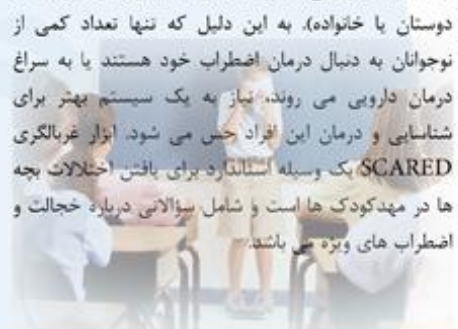 دوستان یا خانواده). به این دلیل که تنها تعداد کمی از
نوجوانان به دنبال درمان اضطراب خود هستند یا به سراغ
درمان دارویی می روند، نیاز به یک سیستم بهتر برای
شناسایی و درمان این افراد حس می شود. ابزار غربالگری
SCARED یک وسیله استاندارد برای یافتن اختلالات بچه
ها در مهدکودک ها است و شامل سؤالاتی درباره خجالت و
اضطراب های ویژه می باشد.